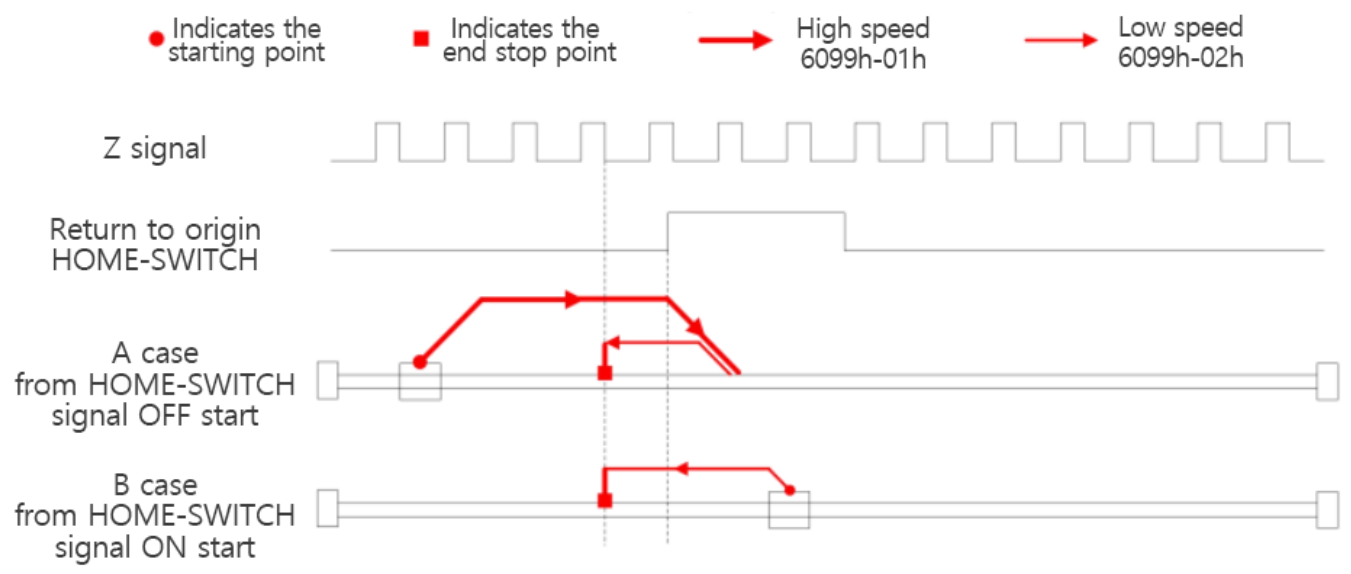 Indicates the
starting point
Indicates the
end stop point
High speed
6099h-01h
Low speed
6099h-02h
Z signal
Return to origin
HOME-SWITCH
A case
from HOME-SWITCH
signal OFF start
B case
from HOME-SWITCH
signal ON start